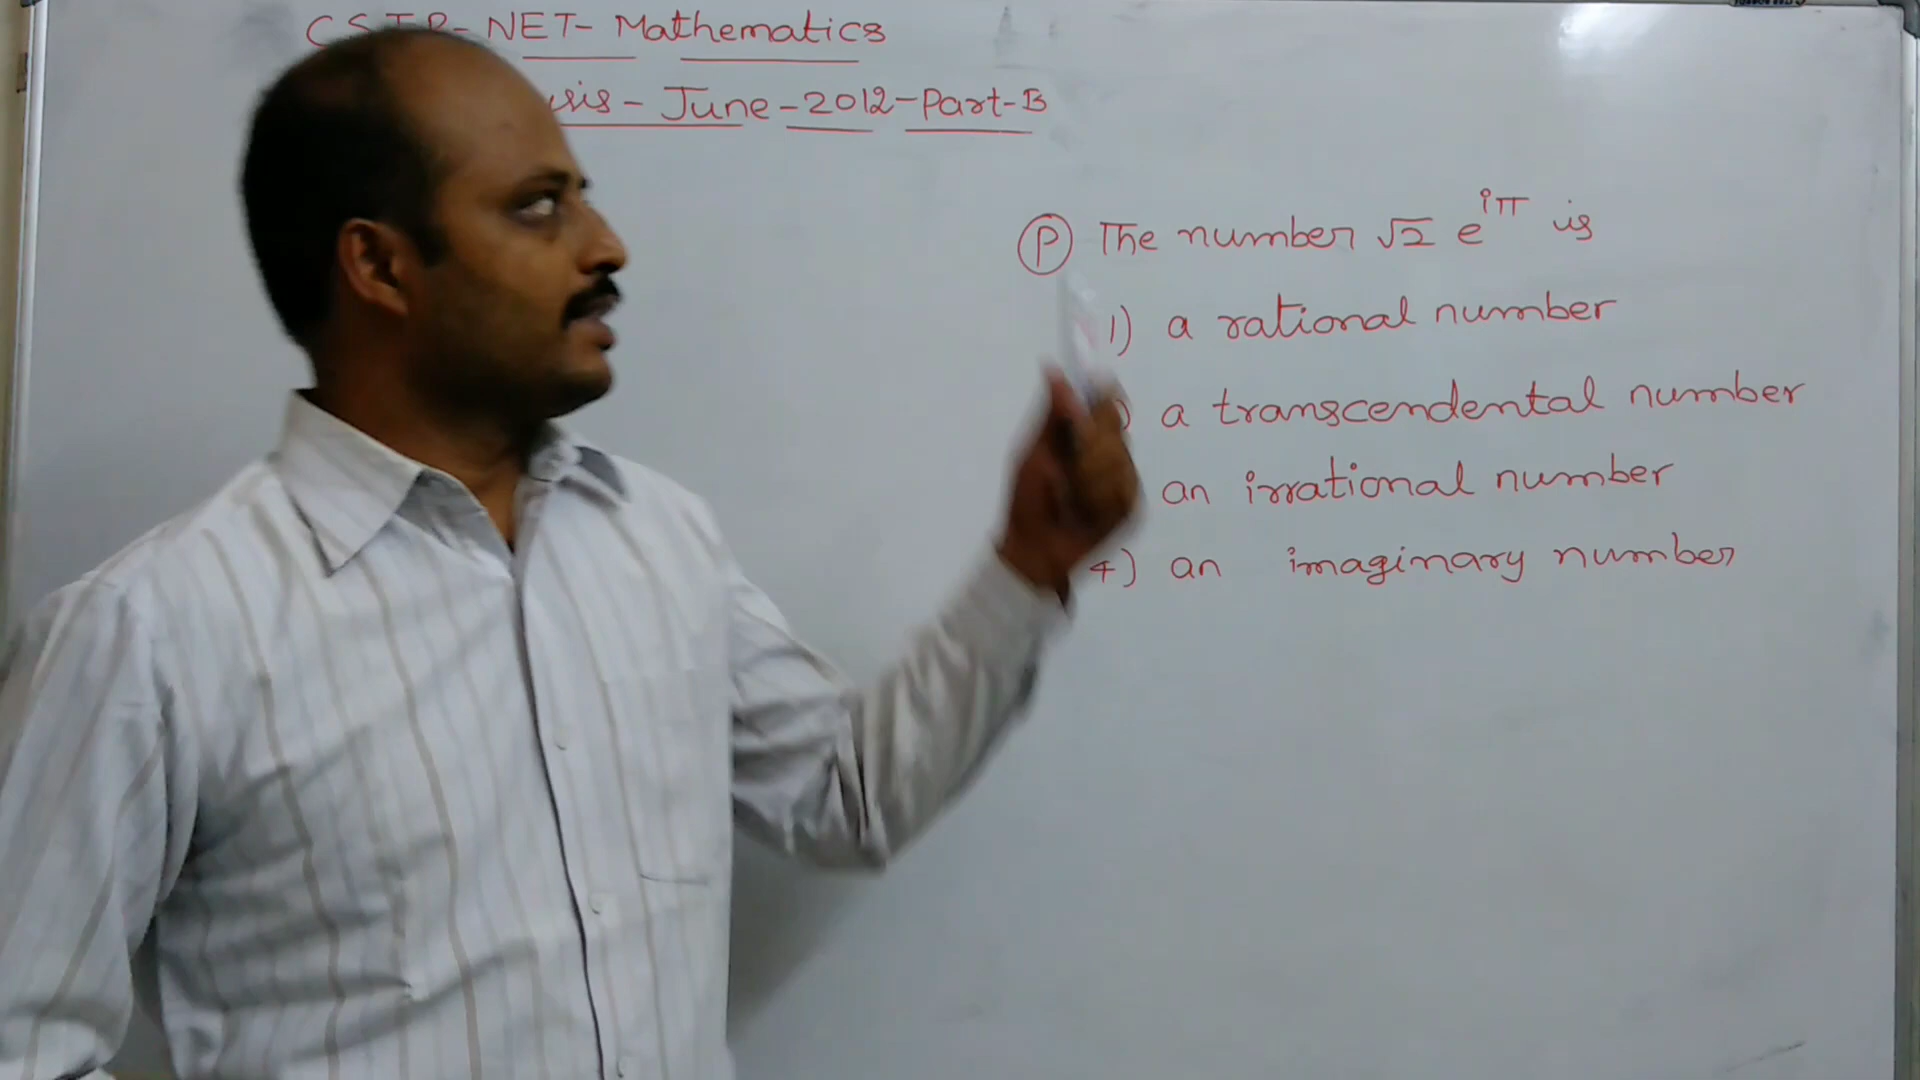 NET- Mathematics
June - 2012 - Part-B
P The number √2 e^iπ is
1) a rational number
a transcendental number
an irrational number
4) an imaginary number